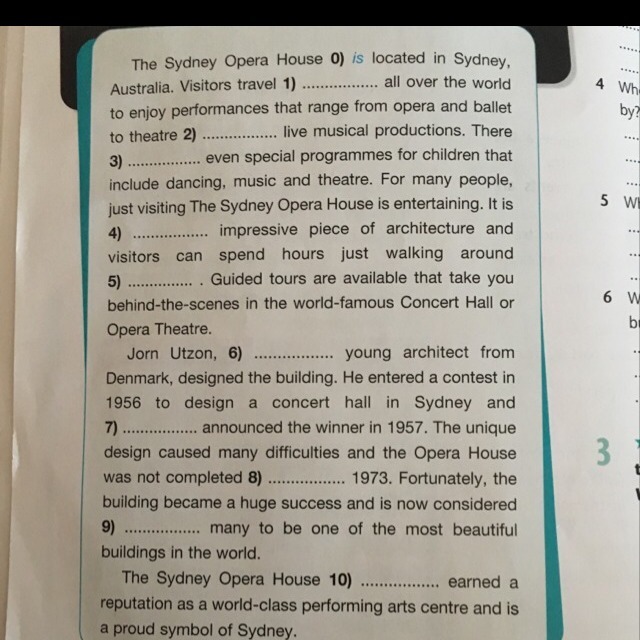 The Sydney Opera House 0) is located in Sydney,
Australia. Visitors travel 1) .................. all over the world
to enjoy performances that range from opera and ballet
to theatre 2) .................. live musical productions. There
3) .................. even special programmes for children that
include dancing, music and theatre. For many people,
just visiting The Sydney Opera House is entertaining. It is
4) .................. impressive piece of architecture and
visitors can spend hours just walking around
5) ................ . Guided tours are available that take you
behind-the-scenes in the world-famous Concert Hall or
Opera Theatre.
Jorn Utzon, 6) ................... young architect from
Denmark, designed the building. He entered a contest in
1956 to design a concert hall in Sydney and
7) .................. announced the winner in 1957. The unique
design caused many difficulties and the Opera House
was not completed 8) .................. 1973. Fortunately, the
building became a huge success and is now considered
9) .................. many to be one of the most beautiful
buildings in the world.
The Sydney Opera House 10) .................. earned a
reputation as a world-class performing arts centre and is
a proud symbol of Sydney.
4
by?
5
6
3